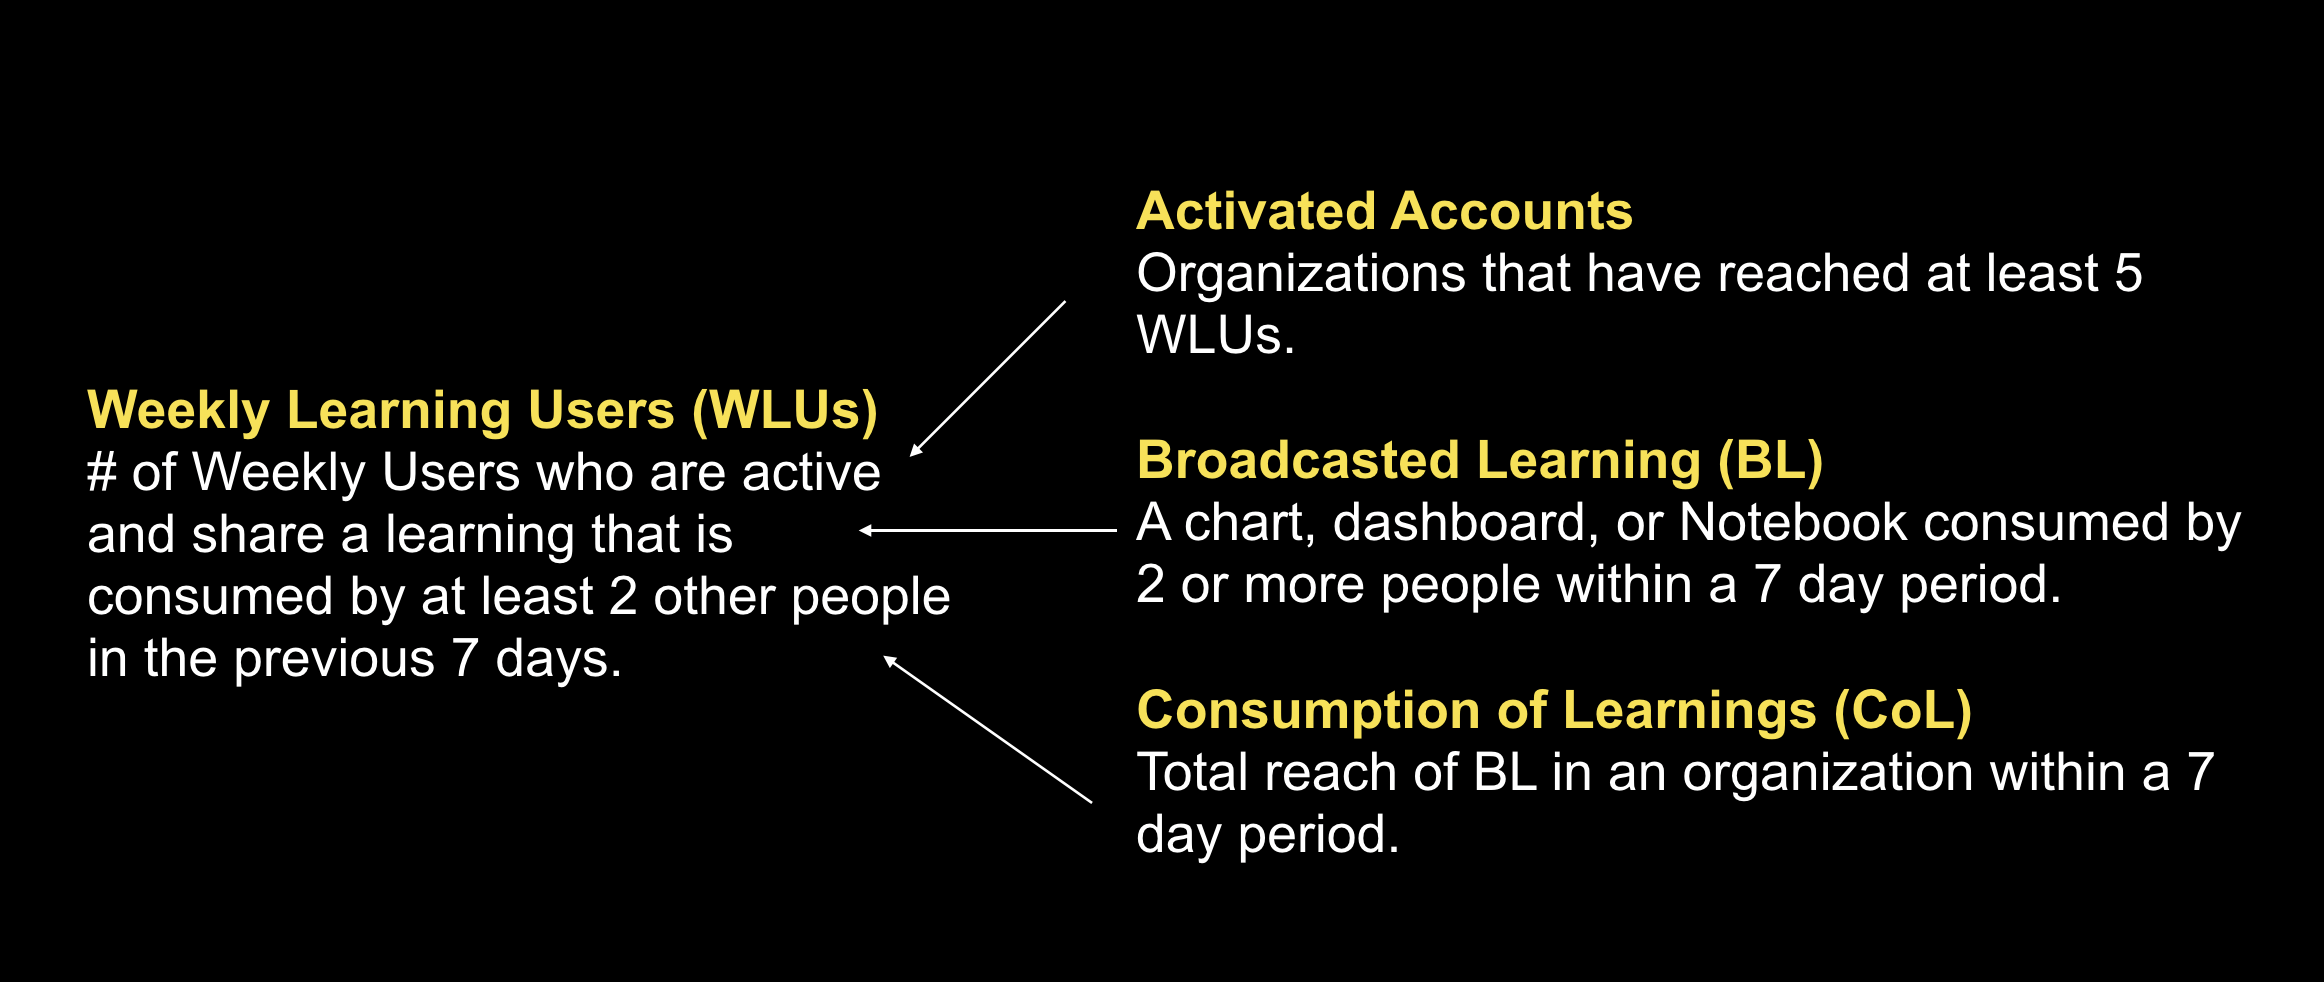 Weekly Learning Users (WLUs)
# of Weekly Users who are active
and share a learning that is
consumed by at least 2 other people
in the previous 7 days.
Activated Accounts
Organizations that have reached at least 5
WLUs.
Broadcasted Learning (BL)
A chart, dashboard, or Notebook consumed by
2 or more people within a 7 day period.
Consumption of Learnings (CoL)
Total reach of BL in an organization within a 7
day period.